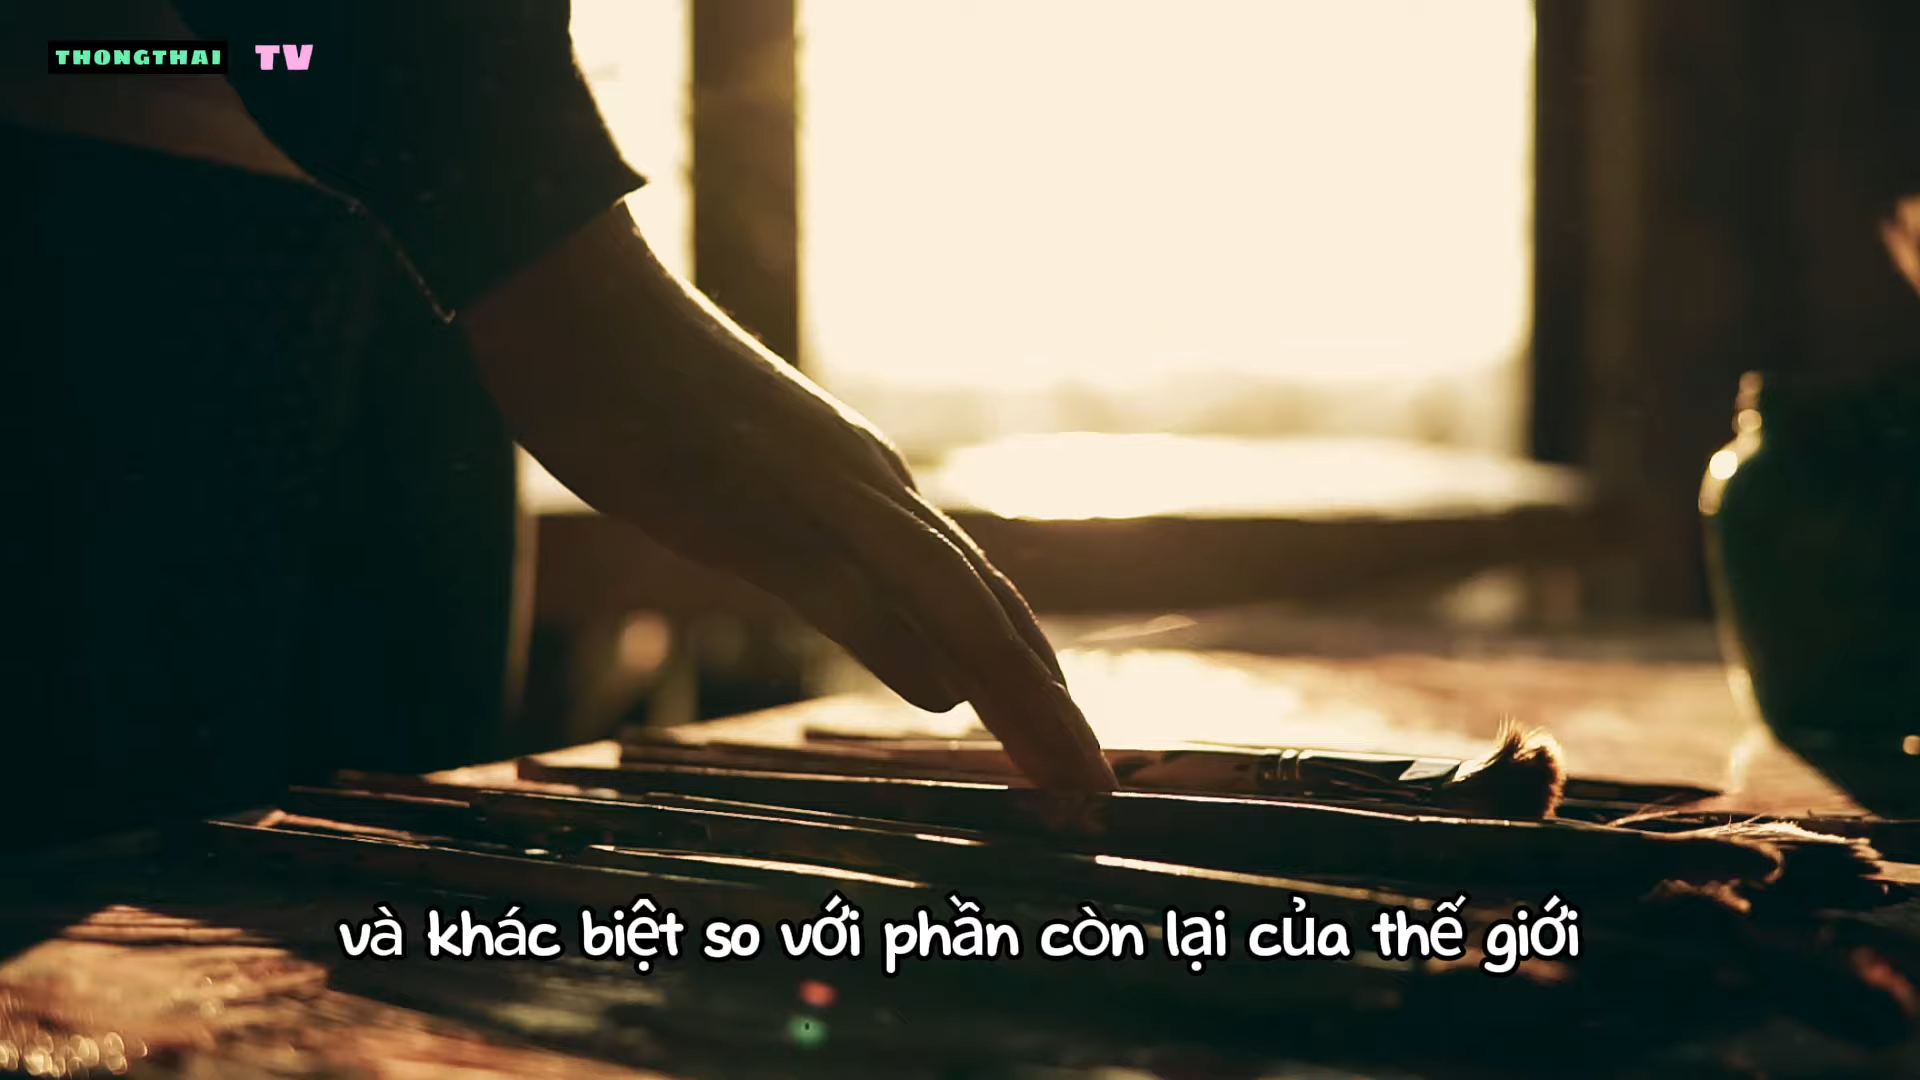 THONGTHAI TV
và khác biệt so với phần còn lại của thế giới